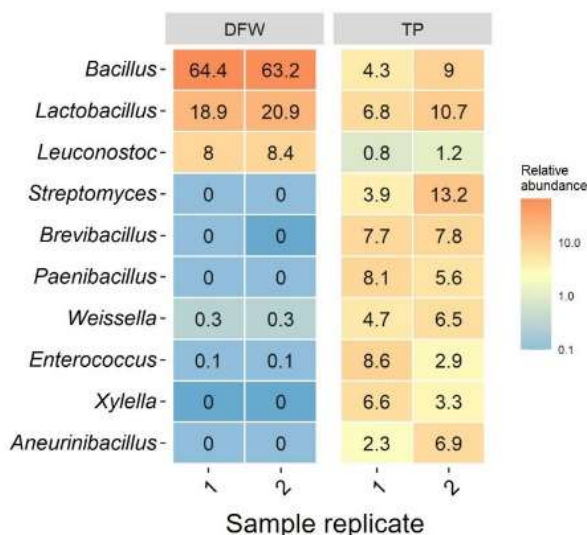 DFW TP
Bacillus 64.4 63.2 4.3 9
Lactobacillus 18.9 20.9 6.8 10.7
Leuconostoc 8 8.4 0.8 1.2
Streptomyces 0 0 3.9 13.2
Brevibacillus 0 0 7.7 7.8
Paenibacillus 0 0 8.1 5.6
Weissella 0.3 0.3 4.7 6.5
Enterococcus 0.1 0.1 8.6 2.9
Xylella 0 0 6.6 3.3
Aneurinibacillus 0 0 2.3 6.9
1 2 1 2
Sample replicate
Relative
abundance
10.0
1.0
0.1